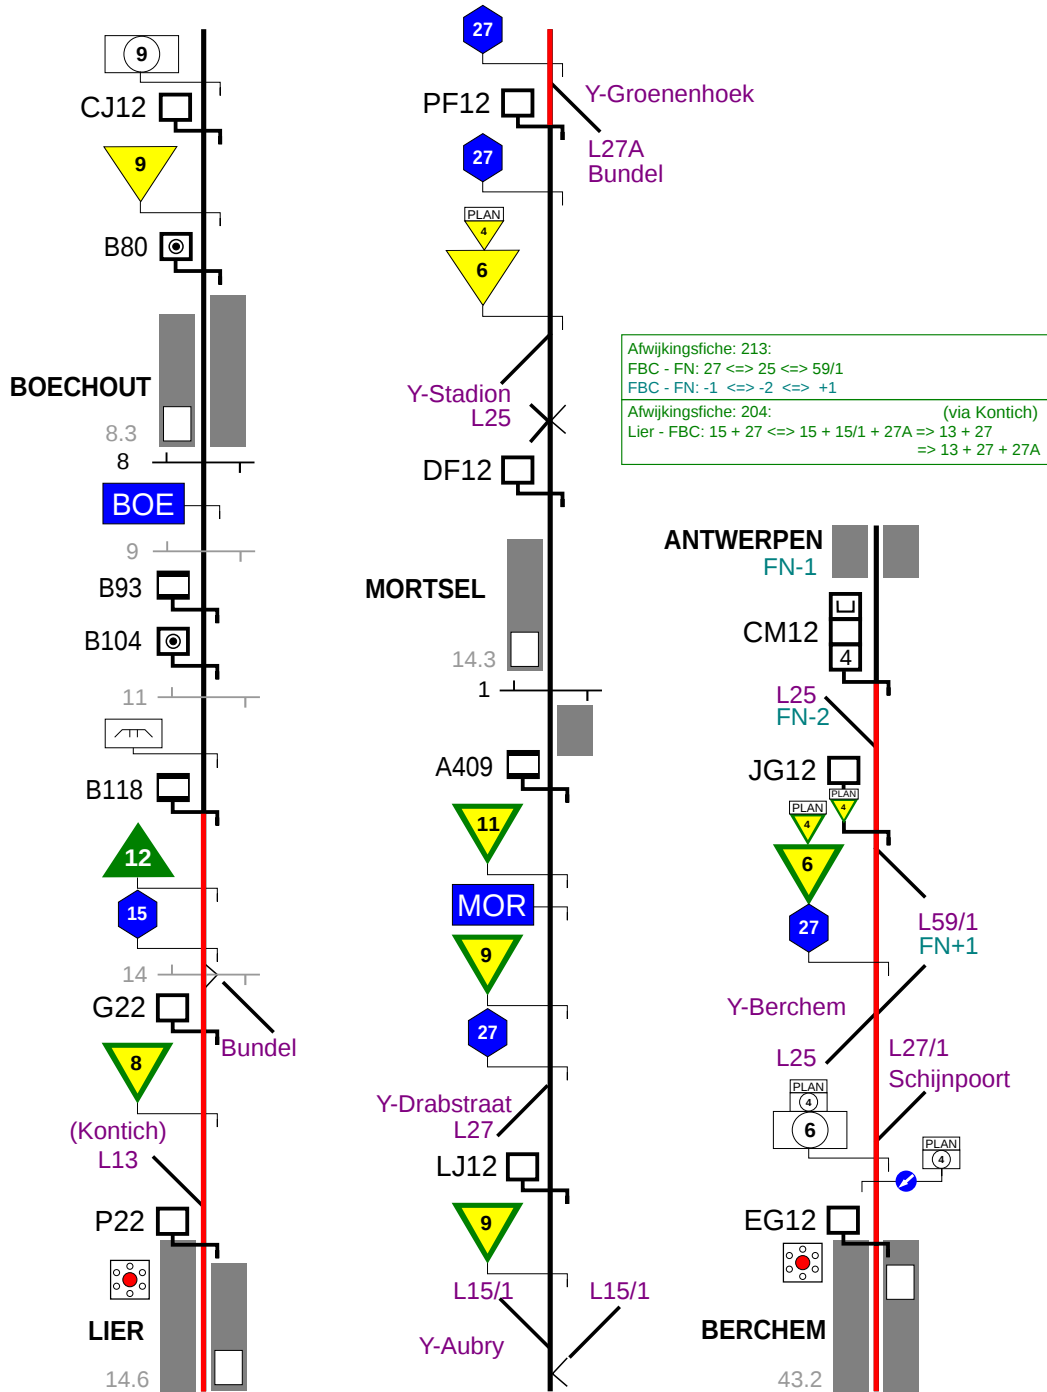 9
CJ12
9
B80
BOECHOUT
8.3
8
BOE
9
B93
B104
11
B118
12
15
14
G22
Bundel
8
(Kontich)
L13
P22
LIER
14.6
27
Y-Groenenhoek
PF12
L27A
Bundel
27
PLAN
4
6
Y-Stadion
L25
DF12
MORTSEL
14.3
1
A409
11
MOR
9
27
Y-Drabstraat
L27
LJ12
9
L15/1
L15/1
Y-Aubry
Afwijkingsfiche: 213:
FBC - FN: 27 <=> 25 <=> 59/1
FBC - FN: -1 <=> -2 <=> +1
Afwijkingsfiche: 204: (via Kontich)
Lier - FBC: 15 + 27 <=> 15 + 15/1 + 27A => 13 + 27
=> 13 + 27 + 27A
ANTWERPEN
FN-1
CM12
4
L25
FN-2
JG12
PLAN
4
PLAN
4
6
27
L59/1
FN+1
Y-Berchem
L25
L27/1
Schijnpoort
PLAN
4
6
PLAN
4
EG12
BERCHEM
43.2